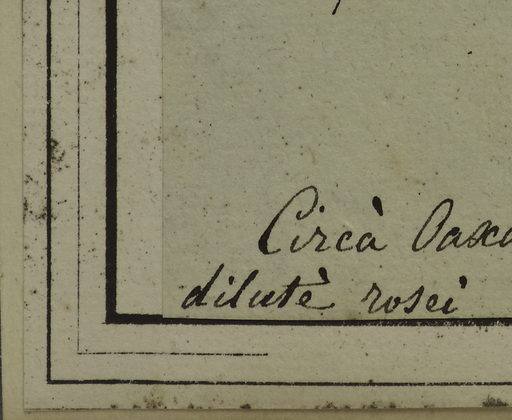 Circà Oaxa
dilutè rosei